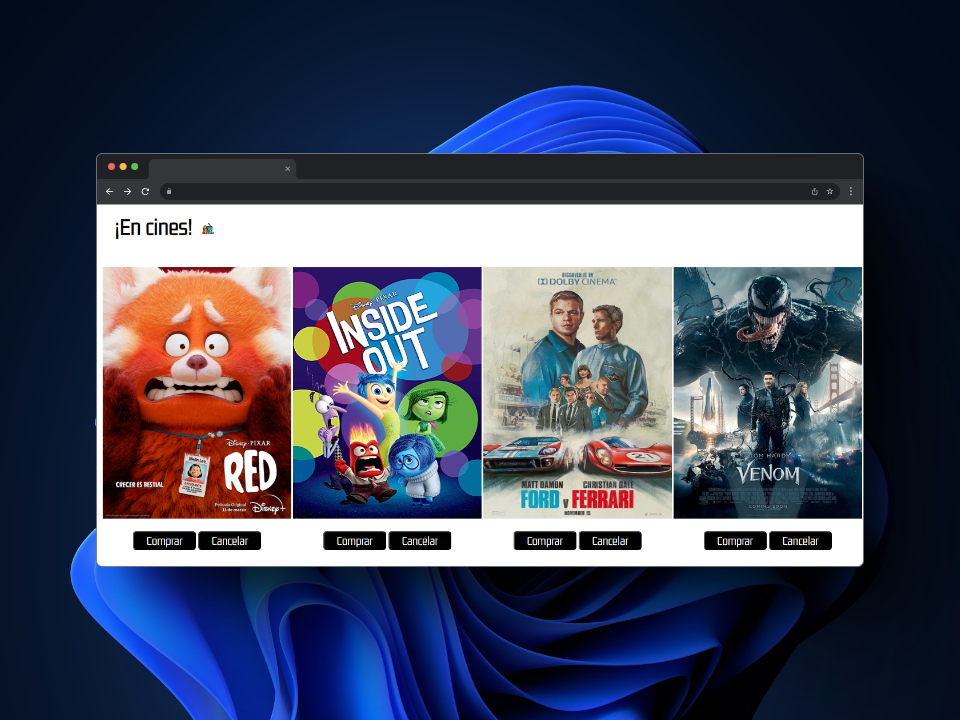 ¡En cines!
CRECER ES BESTIAL
Disney · PIXAR
RED
Película Original
11 de marzo
Disney+
Disney · PIXAR
INSIDE
OUT
DISCOVER IT IN
DOLBY CINEMA
MATT DAMON CHRISTIAN BALE
FORD v FERRARI
NOVEMBER 15
TOM HARDY
VENOM
COMING SOON
Comprar Cancelar Comprar Cancelar Comprar Cancelar Comprar Cancelar